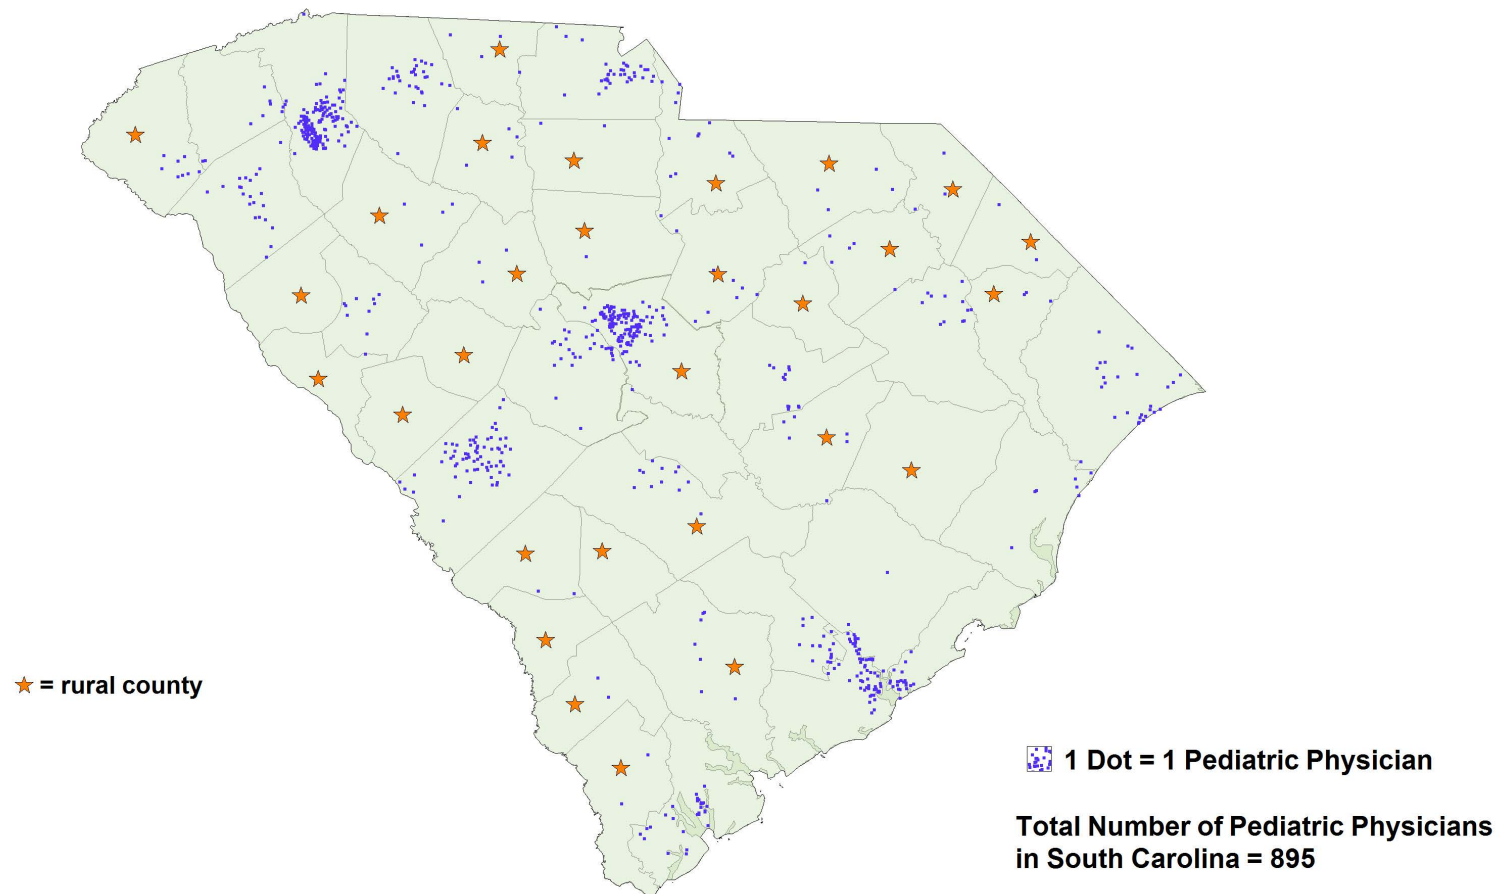 = rural county
1 Dot = 1 Pediatric Physician
Total Number of Pediatric Physicians
in South Carolina = 895